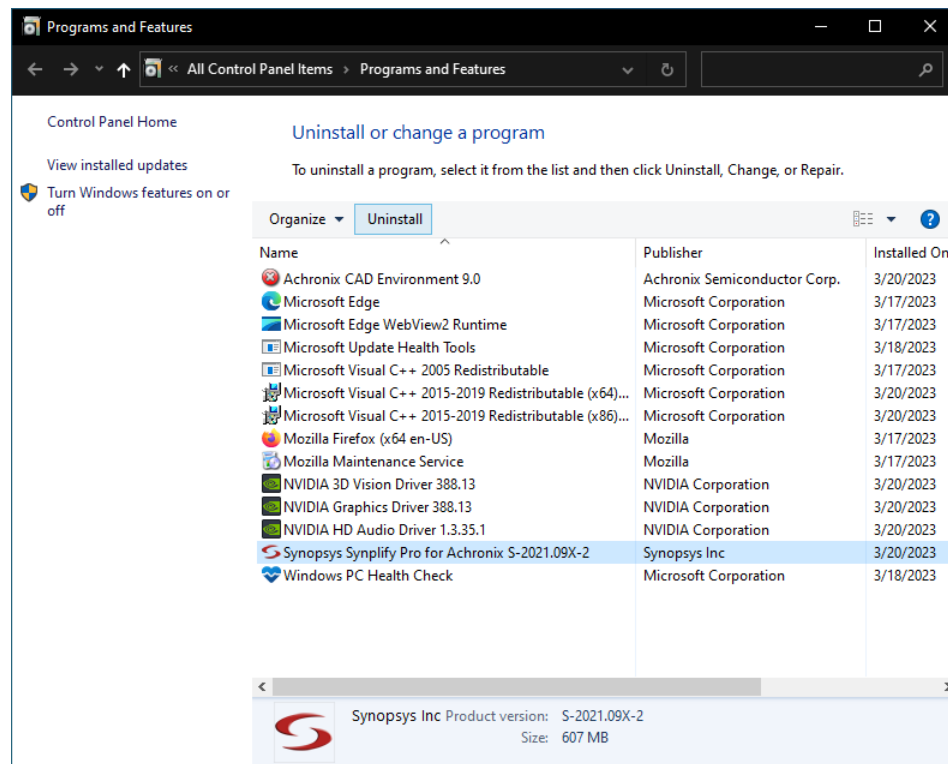 Programs and Features
All Control Panel Items Programs and Features
Control Panel Home
View installed updates
Turn Windows features on or
off
Uninstall or change a program
To uninstall a program, select it from the list and then click Uninstall, Change, or Repair.
Organize Uninstall
Name Publisher Installed On
Achronix CAD Environment 9.0 Achronix Semiconductor Corp. 3/20/2023
Microsoft Edge Microsoft Corporation 3/17/2023
Microsoft Edge WebView2 Runtime Microsoft Corporation 3/17/2023
Microsoft Update Health Tools Microsoft Corporation 3/18/2023
Microsoft Visual C++ 2005 Redistributable Microsoft Corporation 3/17/2023
Microsoft Visual C++ 2015-2019 Redistributable (x64)... Microsoft Corporation 3/20/2023
Microsoft Visual C++ 2015-2019 Redistributable (x86)... Microsoft Corporation 3/20/2023
Mozilla Firefox (x64 en-US) Mozilla 3/17/2023
Mozilla Maintenance Service Mozilla 3/17/2023
NVIDIA 3D Vision Driver 388.13 NVIDIA Corporation 3/20/2023
NVIDIA Graphics Driver 388.13 NVIDIA Corporation 3/20/2023
NVIDIA HD Audio Driver 1.3.35.1 NVIDIA Corporation 3/20/2023
Synopsys Synplify Pro for Achronix S-2021.09X-2 Synopsys Inc 3/20/2023
Windows PC Health Check Microsoft Corporation 3/18/2023
Synopsys Inc Product version: S-2021.09X-2
Size: 607 MB